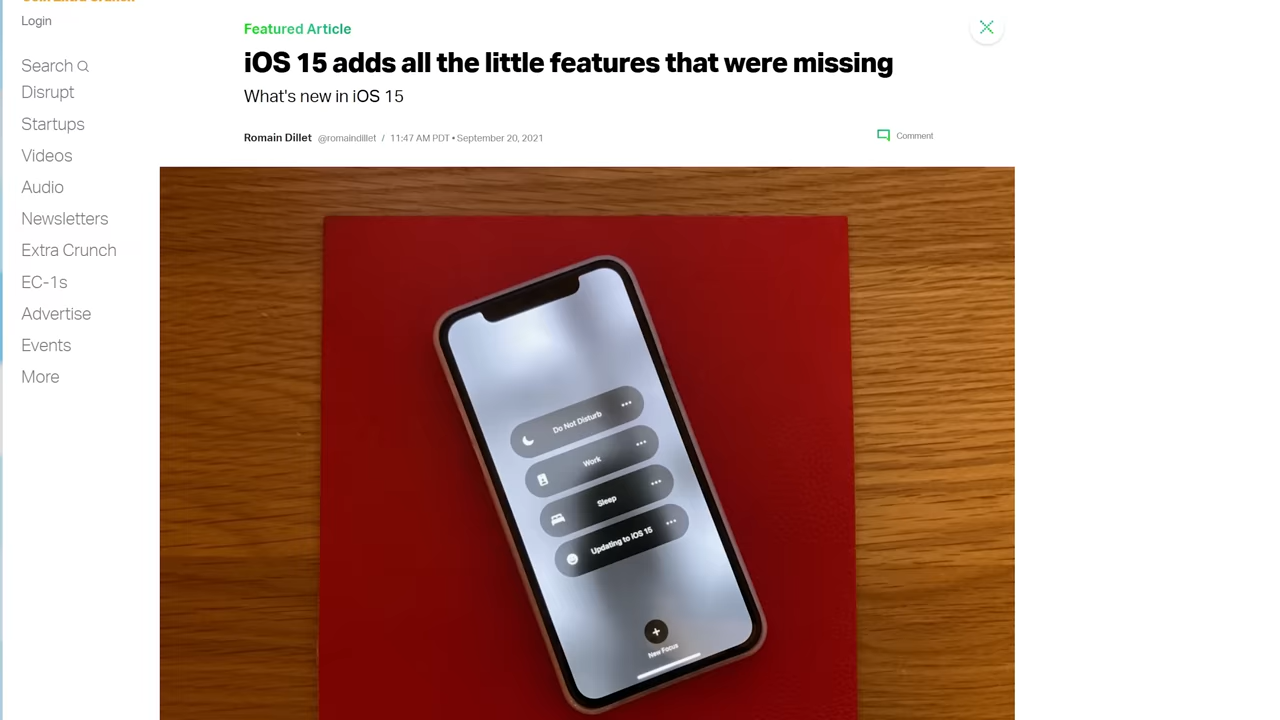 Login
Search
Disrupt
Startups
Videos
Audio
Newsletters
Extra Crunch
EC-1s
Advertise
Events
More
Featured Article
iOS 15 adds all the little features that were missing
What's new in iOS 15
Romain Dillet @romaindillet / 11:47 AM PDT • September 20, 2021
Comment
Do Not Disturb
Work
Sleep
Updating to iOS 15
New Focus